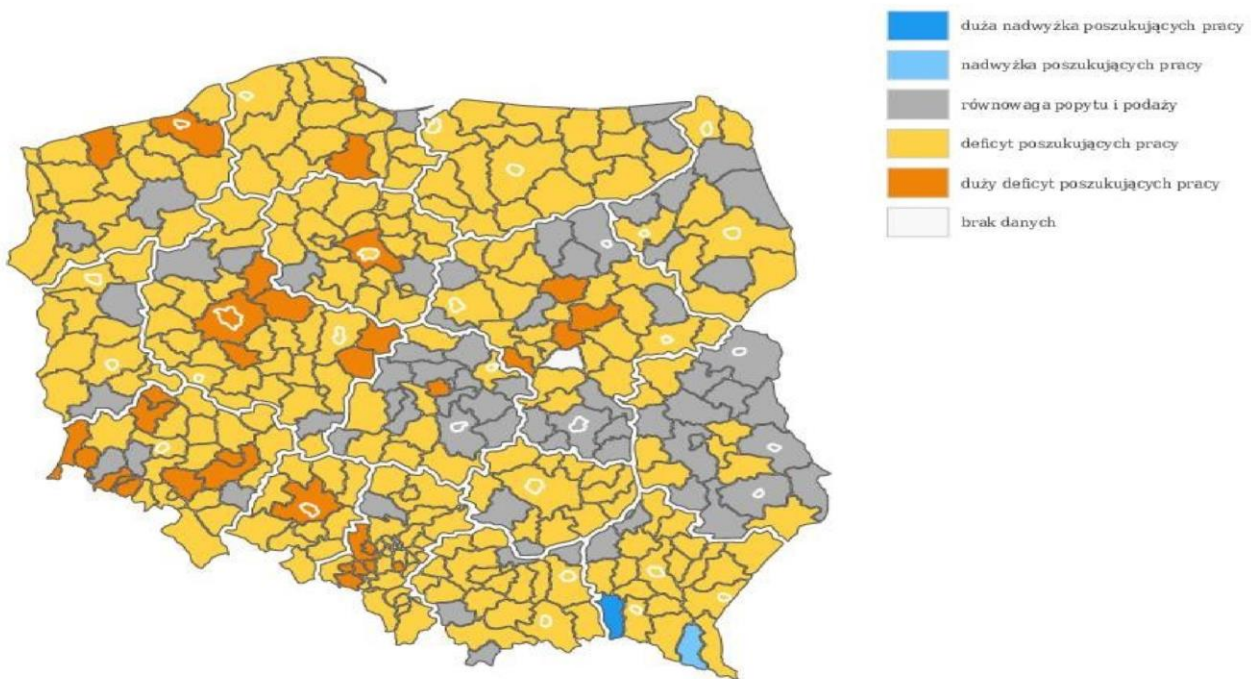 duża nadwyżka poszukujących pracy
nadwyżka poszukujących pracy
równowaga popytu i podaży
deficyt poszukujących pracy
duży deficyt poszukujących pracy
brak danych